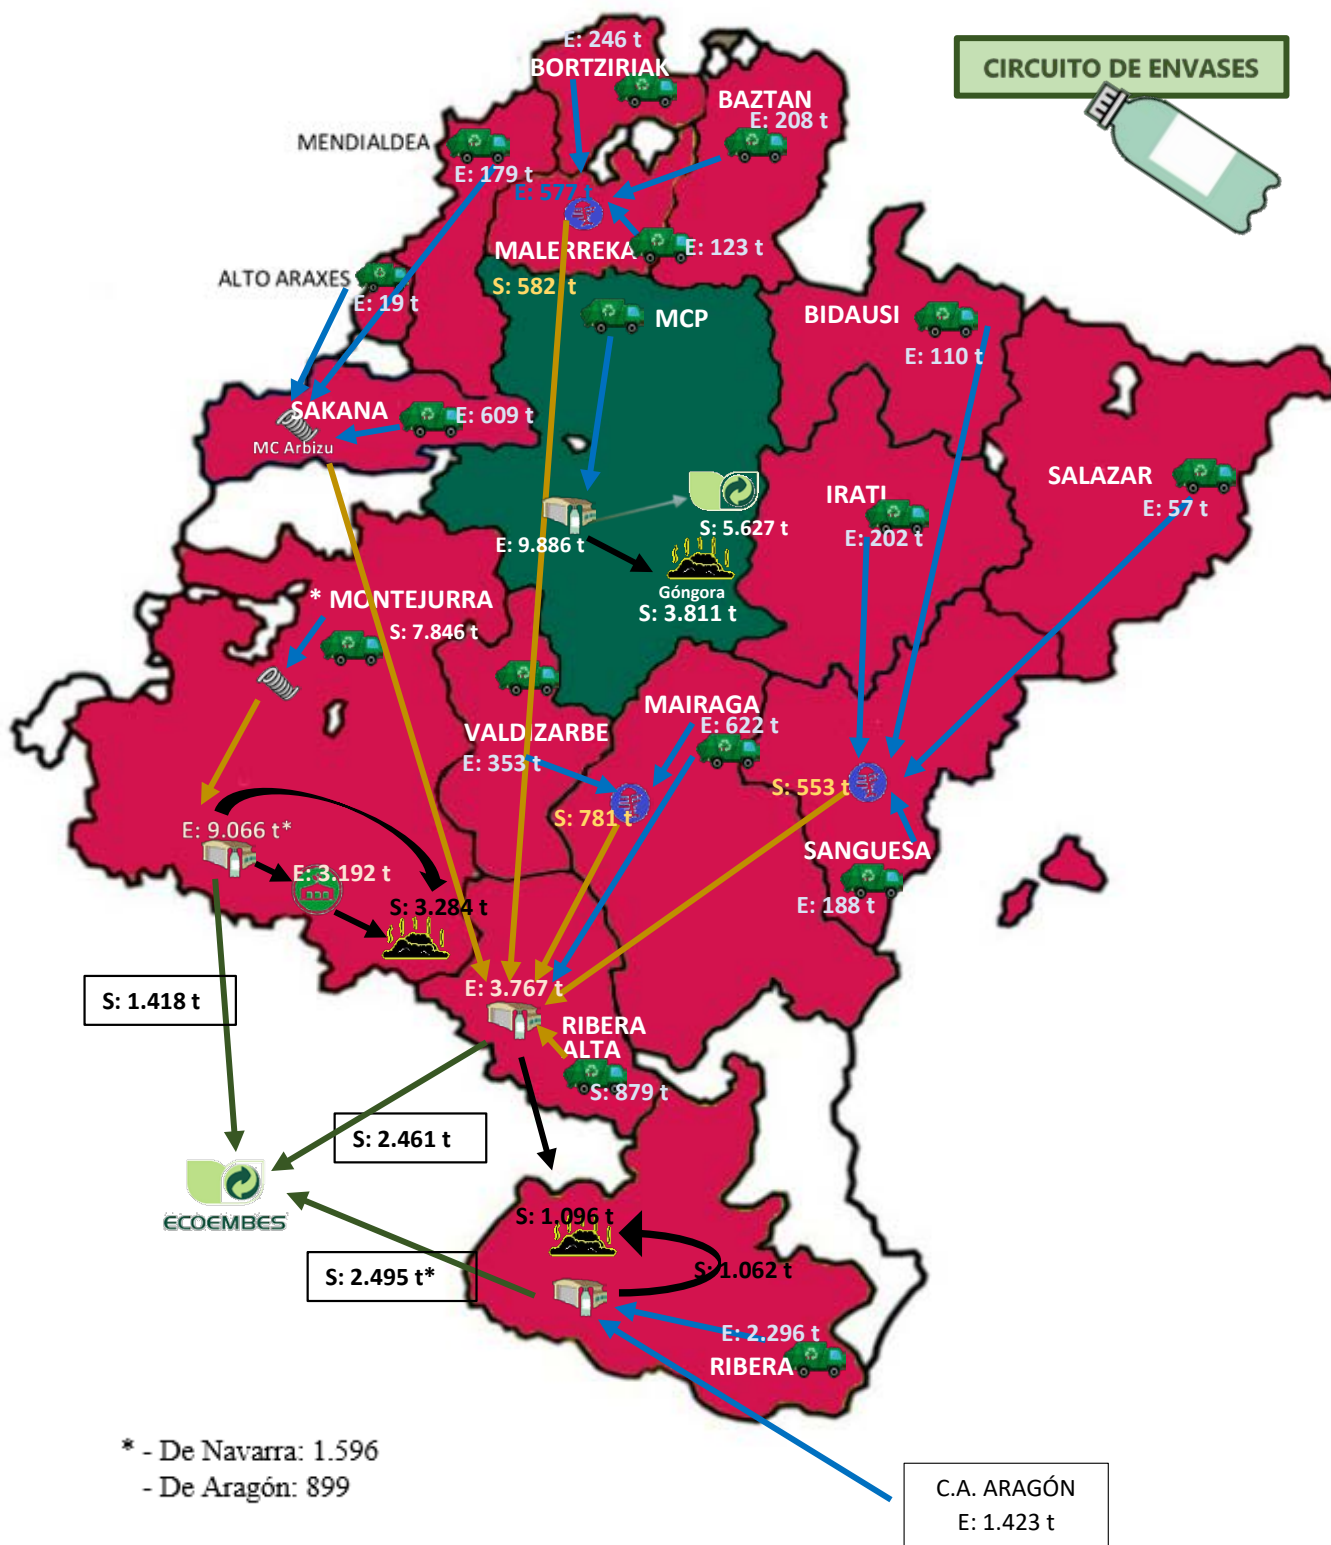 E: 246 t
BORTZIRIAK
CIRCUITO DE ENVASES
BAZTAN
E: 208 t
MENDIALDEA
E: 179 t
E: 577 t
MALERREKA
E: 123 t
ALTO ARAXES
E: 19 t
S: 582 t
MCP
BIDAUSI
E: 110 t
SAKANA
E: 609 t
MC Arbizu
SALAZAR
E: 57 t
IRATI
E: 202 t
S: 5.627 t
E: 9.886 t
Góngora
S: 3.811 t
* MONTEJURRA
S: 7.846 t
MAIRAGA
E: 622 t
VALDIZARBE
E: 353 t
S: 781 t
S: 553 t
SANGUESA
E: 188 t
E: 9.066 t*
E: 3.192 t
S: 3.284 t
E: 3.767 t
S: 1.418 t
RIBERA
ALTA
S: 879 t
S: 2.461 t
ECOEMBES
S: 1.096 t
S: 1.062 t
S: 2.495 t*
E: 2.296 t
RIBERA
* - De Navarra: 1.596
- De Aragón: 899
C.A. ARAGÓN
E: 1.423 t